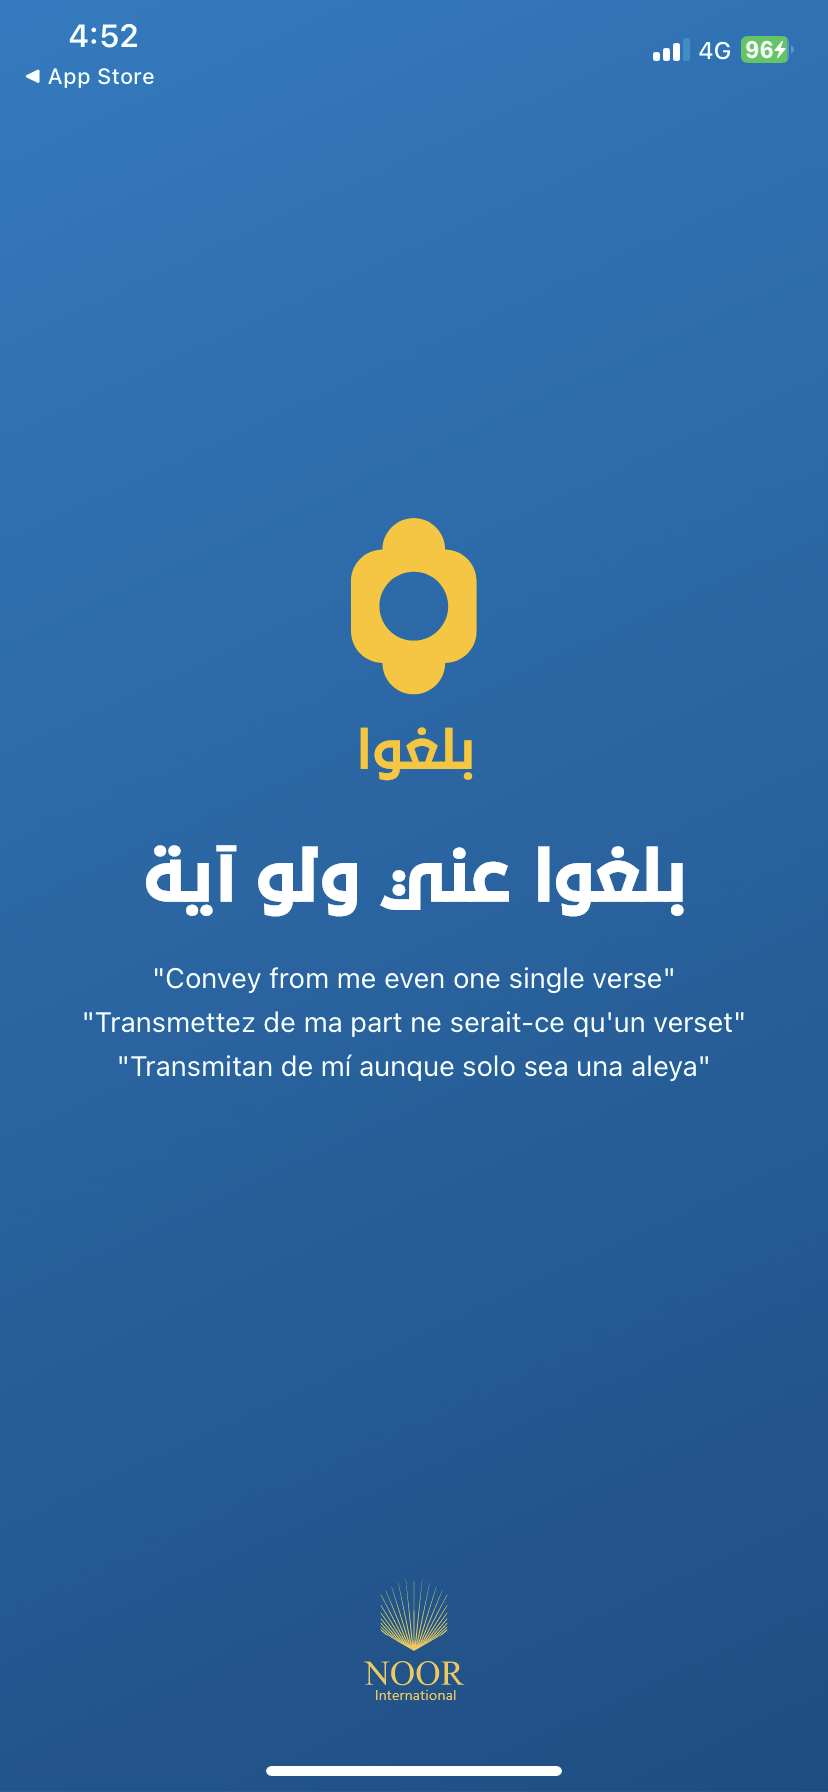 4:52
◀ App Store
4G
96
بلغوا
بلغوا عني ولو آية
"Convey from me even one single verse"
"Transmettez de ma part ne serait-ce qu'un verset"
"Transmitan de mí aunque solo sea una aleya"
NOOR
International